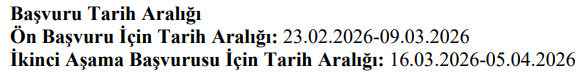 Başvuru Tarih Aralığı
Ön Başvuru İçin Tarih Aralığı: 23.02.2026-09.03.2026
İkinci Aşama Başvurusu İçin Tarih Aralığı: 16.03.2026-05.04.2026